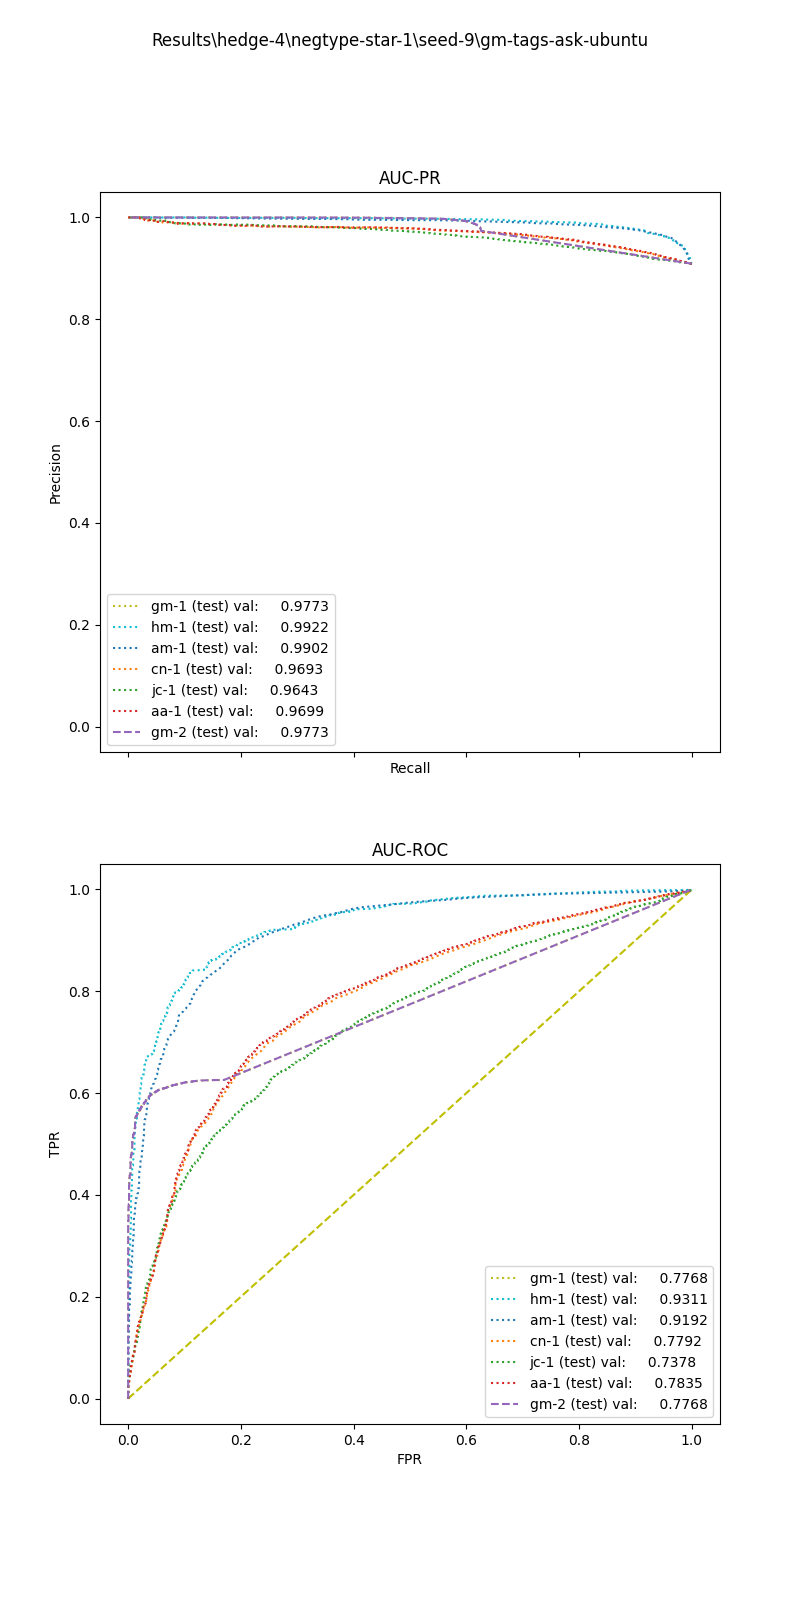 Results\hedge-4\negtype-star-1\seed-9\gm-tags-ask-ubuntu
AUC-PR
1.0
0.8
0.6
0.4
0.2
0.0
Precision
gm-1 (test) val: 0.9773
hm-1 (test) val: 0.9922
am-1 (test) val: 0.9902
cn-1 (test) val: 0.9693
jc-1 (test) val: 0.9643
aa-1 (test) val: 0.9699
gm-2 (test) val: 0.9773
Recall
AUC-ROC
1.0
0.8
0.6
0.4
0.2
0.0
TPR
gm-1 (test) val: 0.7768
hm-1 (test) val: 0.9311
am-1 (test) val: 0.9192
cn-1 (test) val: 0.7792
jc-1 (test) val: 0.7378
aa-1 (test) val: 0.7835
gm-2 (test) val: 0.7768
0.0 0.2 0.4 0.6 0.8 1.0
FPR